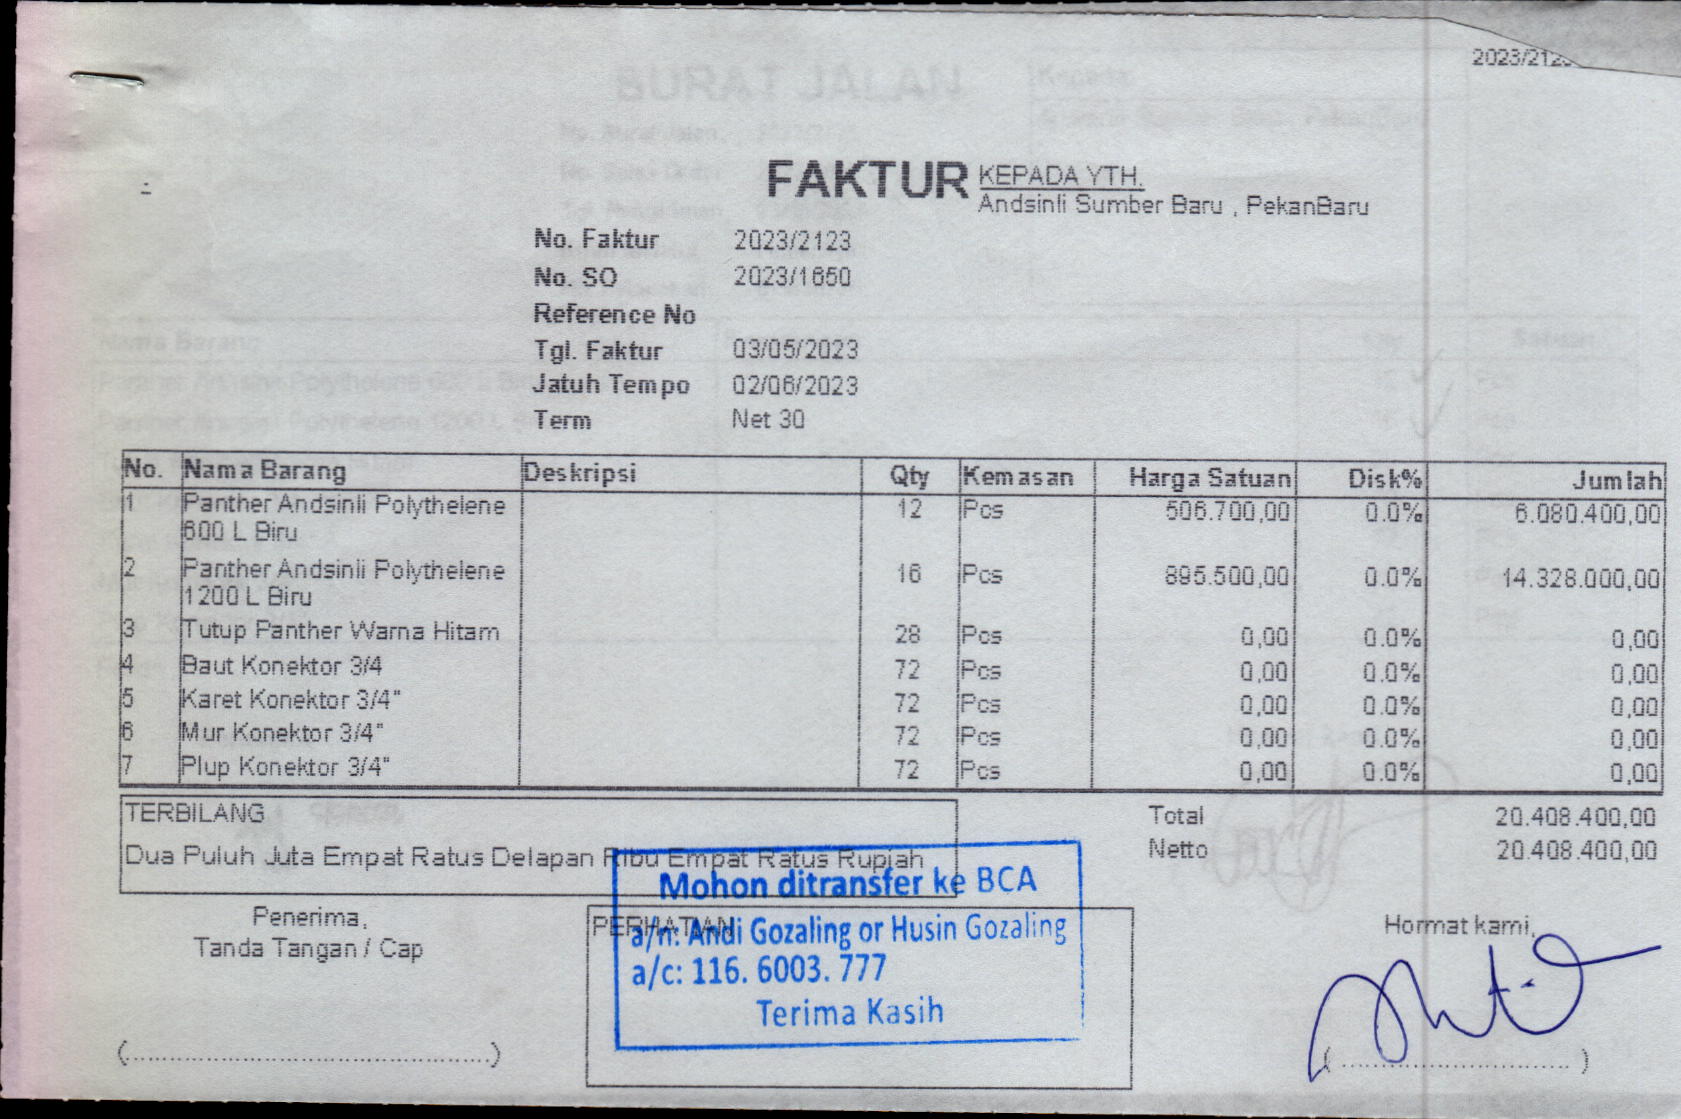 2023/212
FAKTUR
KEPADA YTH.
Andsinli Sumber Baru , PekanBaru
No. Faktur 2023/2123
No. SO 2023/1650
Reference No
Tgl. Faktur 03/05/2023
Jatuh Tempo 02/06/2023
Term Net 30
No. Nama Barang Deskripsi Qty Kemasan Harga Satuan Disk% Jumlah
1 Panther Andsinli Polythelene 12 Pcs 506.700,00 0.0% 6.080.400,00
600 L Biru
2 Panther Andsinli Polythelene 16 Pcs 895.500,00 0.0% 14.328.000,00
1200 L Biru
3 Tutup Panther Warna Hitam 28 Pcs 0,00 0.0% 0,00
4 Baut Konektor 3/4 72 Pcs 0,00 0.0% 0,00
5 Karet Konektor 3/4" 72 Pcs 0,00 0.0% 0,00
6 Mur Konektor 3/4" 72 Pcs 0,00 0.0% 0,00
7 Plup Konektor 3/4" 72 Pcs 0,00 0.0% 0,00
TERBILANG
Dua Puluh Juta Empat Ratus Delapan Ribu Empat Ratus Rupiah
Total 20.408.400,00
Netto 20.408.400,00
Penerima,
Tanda Tangan / Cap
PERHATIAN
Mohon ditransfer ke BCA
a/n: Andi Gozaling or Husin Gozaling
a/c: 116. 6003. 777
Terima Kasih
Hormat kami,
(..................................................)
(..................................)